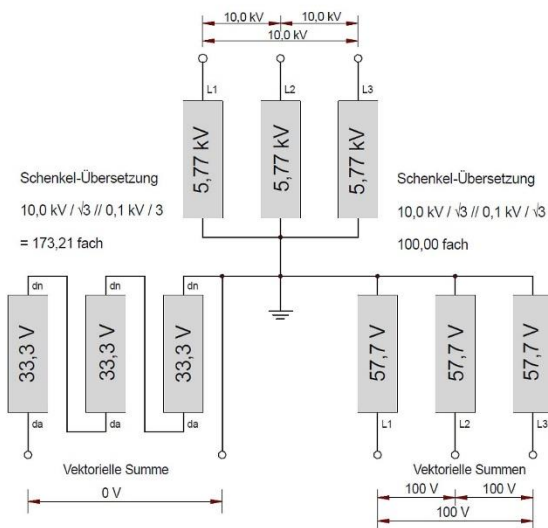 10,0 kV
10,0 kV
10,0 kV
L1
L2
L3
5,77 kV
5,77 kV
5,77 kV
Schenkel-Übersetzung
10,0 kV / √3 // 0,1 kV / 3
= 173,21 fach
Schenkel-Übersetzung
10,0 kV / √3 // 0,1 kV / √3
100,00 fach
dn
dn
dn
33,3 V
33,3 V
33,3 V
da
da
da
Vektorielle Summe
0 V
57,7 V
57,7 V
57,7 V
L1
L2
L3
Vektorielle Summen
100 V
100 V
100 V